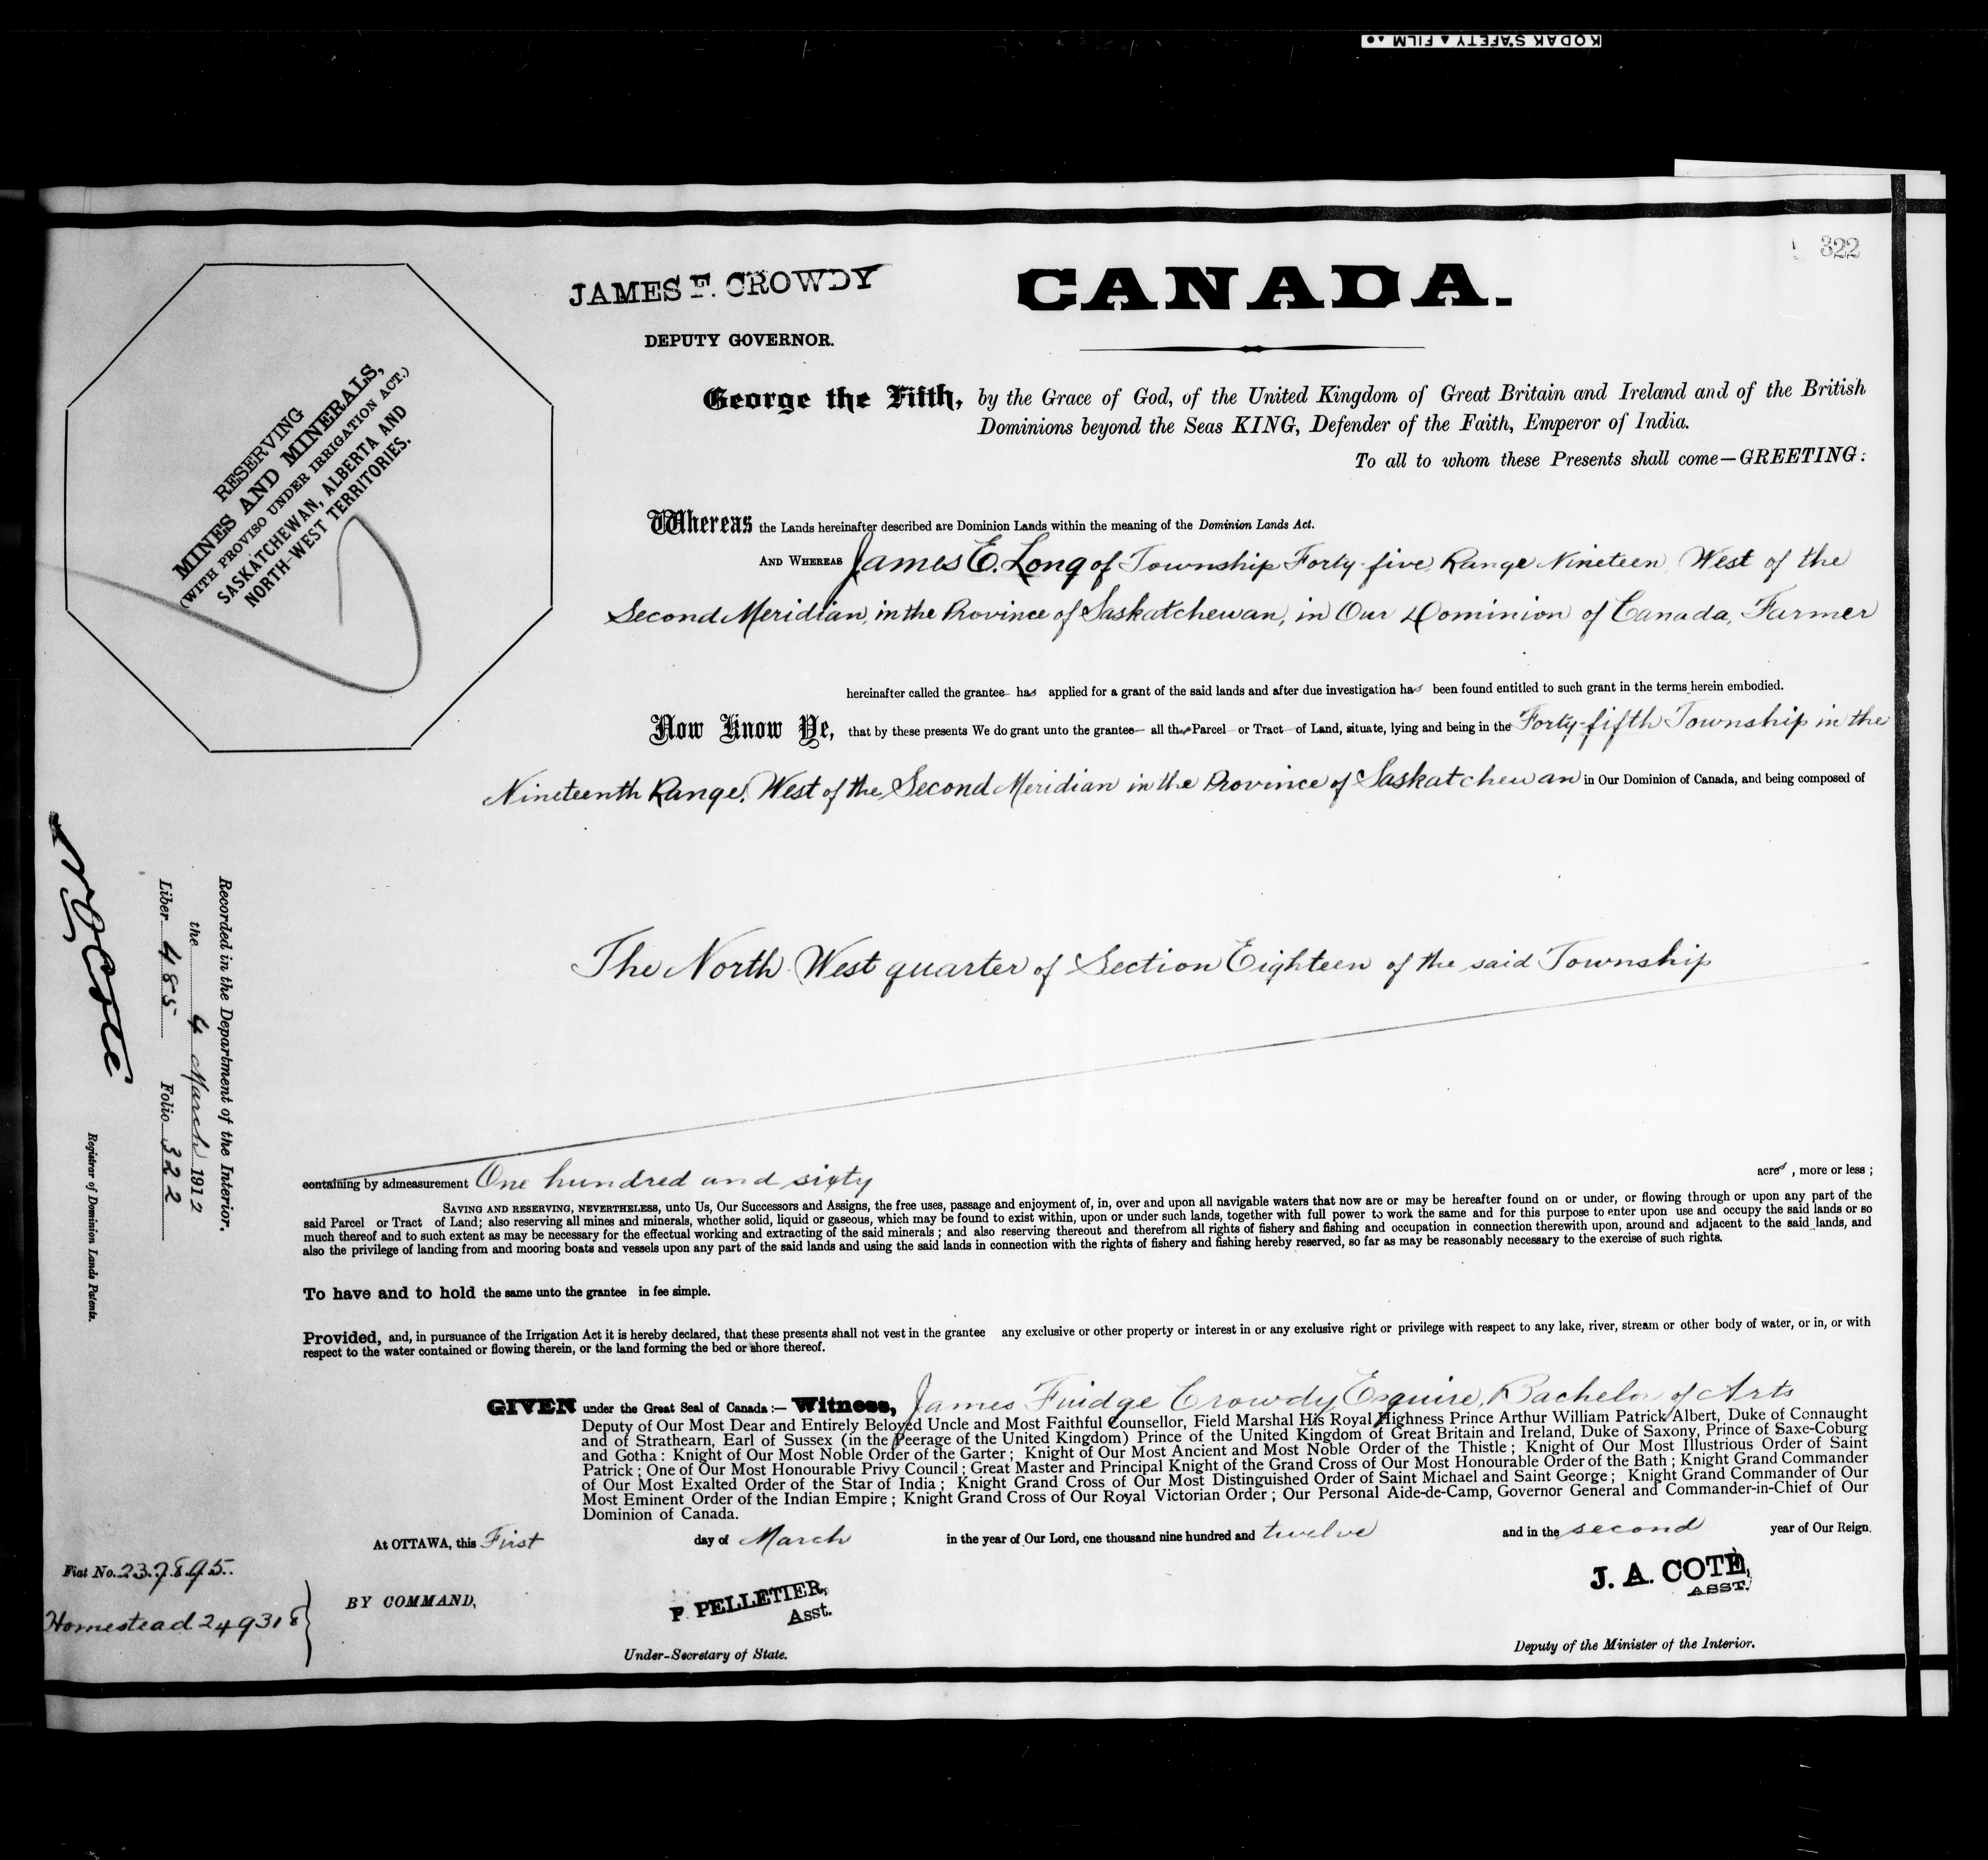 KODAK SAFETY FILM
322
JAMES F. CROWDY
DEPUTY GOVERNOR.
CANADA.
RESERVING
MINES AND MINERALS,
(WITH PROVISO UNDER IRRIGATION ACT.)
SASKATCHEWAN, ALBERTA AND
NORTH-WEST TERRITORIES.
George the Fifth, by the Grace of God, of the United Kingdom of Great Britain and Ireland and of the British
Dominions beyond the Seas KING, Defender of the Faith, Emperor of India.
To all to whom these Presents shall come—GREETING:
Whereas the Lands hereinafter described are Dominion Lands within the meaning of the Dominion Lands Act.
AND WHEREAS James E. Long of Township Forty-five, Range Nineteen, West of the
Second Meridian, in the Province of Saskatchewan, in Our Dominion of Canada, Farmer
hereinafter called the grantee has applied for a grant of the said lands and after due investigation has been found entitled to such grant in the terms herein embodied.
Now Know Ye, that by these presents We do grant unto the grantee all that Parcel or Tract of Land, situate, lying and being in the Forty-fifth Township in the
Nineteenth Range, West of the Second Meridian in the Province of Saskatchewan in Our Dominion of Canada, and being composed of
The North West quarter of Section Eighteen of the said Township
containing by admeasurement One hundred and sixty acres, more or less;
SAVING AND RESERVING, NEVERTHELESS, unto Us, Our Successors and Assigns, the free uses, passage and enjoyment of, in, over and upon all navigable waters that now are or may be hereafter found on or under, or flowing through or upon any part of the
said Parcel or Tract of Land; also reserving all mines and minerals, whether solid, liquid or gaseous, which may be found to exist within, upon or under such lands, together with full power to work the same and for this purpose to enter upon use and occupy the said lands or so
much thereof and to such extent as may be necessary for the effectual working and extracting of the said minerals; and also reserving thereout and therefrom all rights of fishery and fishing and occupation in connection therewith upon, around and adjacent to the said lands, and
also the privilege of landing from and mooring boats and vessels upon any part of the said lands and using the said lands in connection with the rights of fishery and fishing hereby reserved, so far as may be reasonably necessary to the exercise of such rights.
To have and to hold the same unto the grantee in fee simple.
Provided, and, in pursuance of the Irrigation Act it is hereby declared, that these presents shall not vest in the grantee any exclusive or other property or interest in or any exclusive right or privilege with respect to any lake, river, stream or other body of water, or in, or with
respect to the water contained or flowing therein, or the land forming the bed or shore thereof.
GIVEN under the Great Seal of Canada:— Witness, James Fuidge Crowdy, Esquire, Bachelor of Arts
Deputy of Our Most Dear and Entirely Beloved Uncle and Most Faithful Counsellor, Field Marshal His Royal Highness Prince Arthur William Patrick Albert, Duke of Connaught
and of Strathearn, Earl of Sussex (in the Peerage of the United Kingdom) Prince of the United Kingdom of Great Britain and Ireland, Duke of Saxony, Prince of Saxe-Coburg
and Gotha: Knight of Our Most Noble Order of the Garter; Knight of Our Most Ancient and Most Noble Order of the Thistle; Knight of Our Most Illustrious Order of Saint
Patrick; One of Our Most Honourable Privy Council; Great Master and Principal Knight of the Grand Cross of Our Most Honourable Order of the Bath; Knight Grand Commander
of Our Most Exalted Order of the Star of India; Knight Grand Cross of Our Most Distinguished Order of Saint Michael and Saint George; Knight Grand Commander of Our
Most Eminent Order of the Indian Empire; Knight Grand Cross of Our Royal Victorian Order; Our Personal Aide-de-Camp, Governor General and Commander-in-Chief of Our
Dominion of Canada.
At OTTAWA, this First day of March in the year of Our Lord, one thousand nine hundred and twelve and in the second year of Our Reign.
BY COMMAND,
P. PELLETIER,
Asst.
Under-Secretary of State.
J. A. COTÉ,
ASST.
Deputy of the Minister of the Interior.
Recorded in the Department of the Interior,
the 4 March 1912
Liber 485 Folio 322
N O Coté
Registrar of Dominion Lands Patents.
Fiat No. 237895.
Homestead 249318